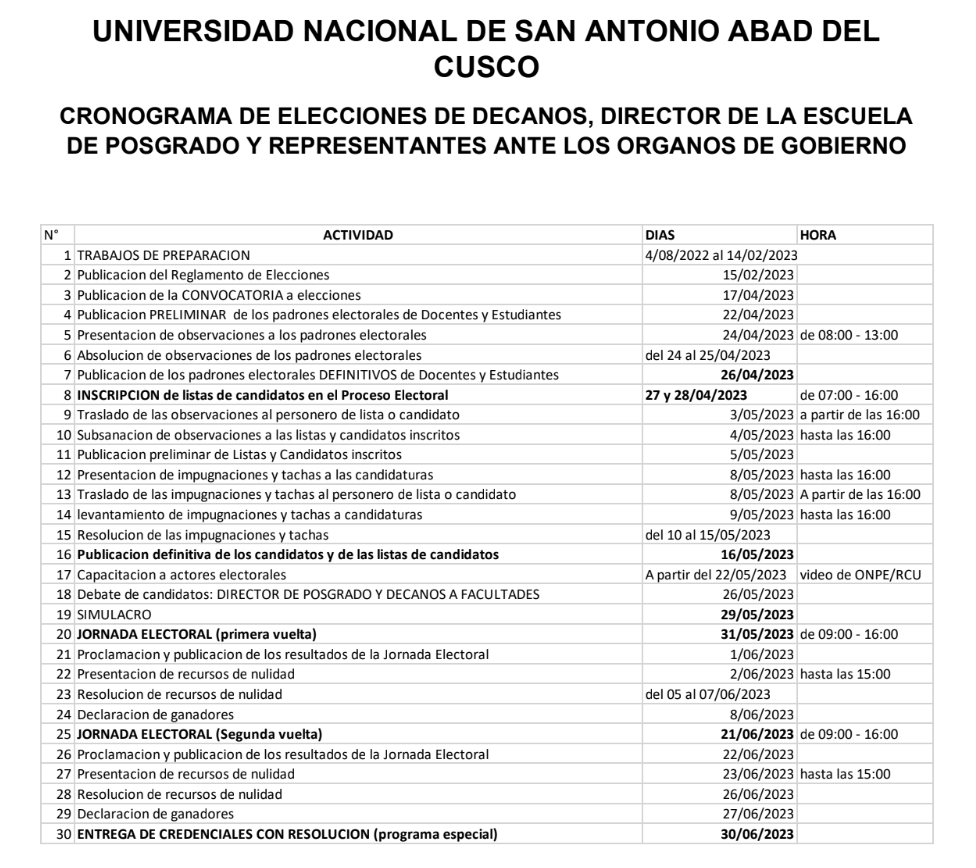 UNIVERSIDAD NACIONAL DE SAN ANTONIO ABAD DEL
CUSCO
CRONOGRAMA DE ELECCIONES DE DECANOS, DIRECTOR DE LA ESCUELA
DE POSGRADO Y REPRESENTANTES ANTE LOS ORGANOS DE GOBIERNO
N° ACTIVIDAD DIAS HORA
1 TRABAJOS DE PREPARACION 4/08/2022 al 14/02/2023
2 Publicacion del Reglamento de Elecciones 15/02/2023
3 Publicacion de la CONVOCATORIA a elecciones 17/04/2023
4 Publicacion PRELIMINAR de los padrones electorales de Docentes y Estudiantes 22/04/2023
5 Presentacion de observaciones a los padrones electorales 24/04/2023 de 08:00 - 13:00
6 Absolucion de observaciones de los padrones electorales del 24 al 25/04/2023
7 Publicacion de los padrones electorales DEFINITIVOS de Docentes y Estudiantes 26/04/2023
8 INSCRIPCION de listas de candidatos en el Proceso Electoral 27 y 28/04/2023 de 07:00 - 16:00
9 Traslado de las observaciones al personero de lista o candidato 3/05/2023 a partir de las 16:00
10 Subsanacion de observaciones a las listas y candidatos inscritos 4/05/2023 hasta las 16:00
11 Publicacion preliminar de Listas y Candidatos inscritos 5/05/2023
12 Presentacion de impugnaciones y tachas a las candidaturas 8/05/2023 hasta las 16:00
13 Traslado de las impugnaciones y tachas al personero de lista o candidato 8/05/2023 A partir de las 16:00
14 levantamiento de impugnaciones y tachas a candidaturas 9/05/2023 hasta las 16:00
15 Resolucion de las impugnaciones y tachas del 10 al 15/05/2023
16 Publicacion definitiva de los candidatos y de las listas de candidatos 16/05/2023
17 Capacitacion a actores electorales A partir del 22/05/2023 video de ONPE/RCU
18 Debate de candidatos: DIRECTOR DE POSGRADO Y DECANOS A FACULTADES 26/05/2023
19 SIMULACRO 29/05/2023
20 JORNADA ELECTORAL (primera vuelta) 31/05/2023 de 09:00 - 16:00
21 Proclamacion y publicacion de los resultados de la Jornada Electoral 1/06/2023
22 Presentacion de recursos de nulidad 2/06/2023 hasta las 15:00
23 Resolucion de recursos de nulidad del 05 al 07/06/2023
24 Declaracion de ganadores 8/06/2023
25 JORNADA ELECTORAL (Segunda vuelta) 21/06/2023 de 09:00 - 16:00
26 Proclamacion y publicacion de los resultados de la Jornada Electoral 22/06/2023
27 Presentacion de recursos de nulidad 23/06/2023 hasta las 15:00
28 Resolucion de recursos de nulidad 26/06/2023
29 Declaracion de ganadores 27/06/2023
30 ENTREGA DE CREDENCIALES CON RESOLUCION (programa especial) 30/06/2023